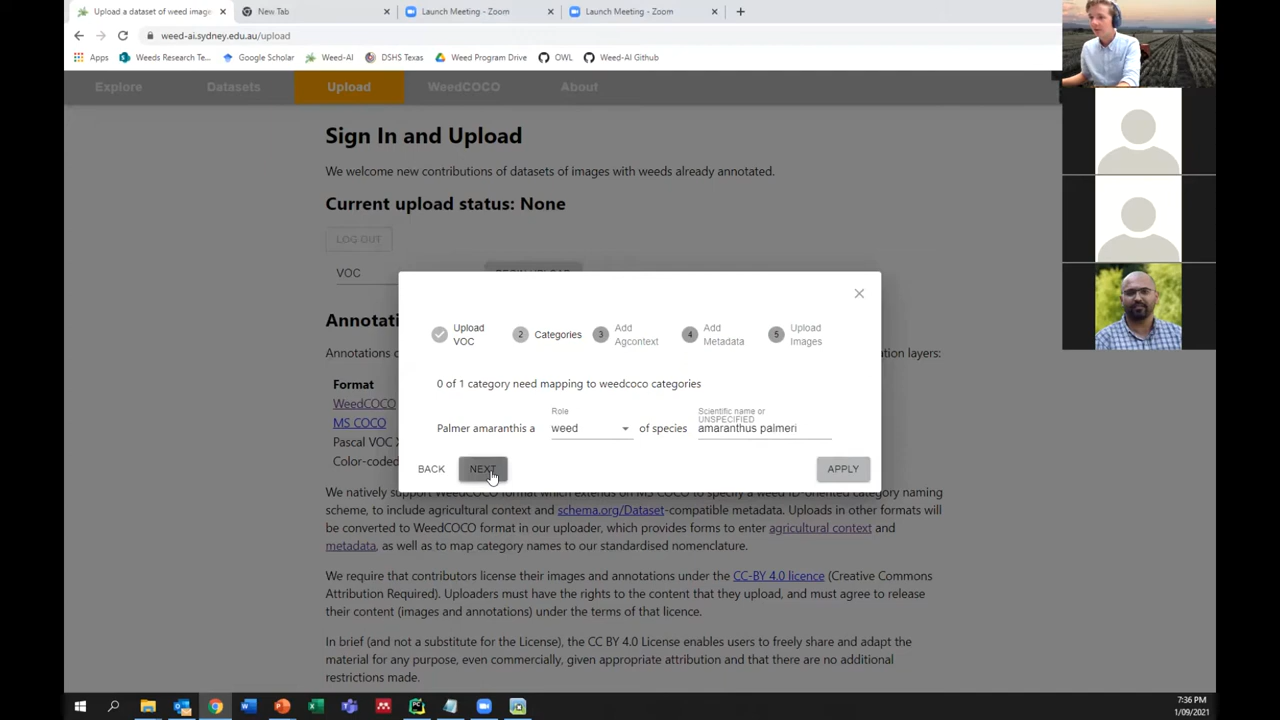 Upload a dataset of weed image
New Tab
Launch Meeting - Zoom
Launch Meeting - Zoom
weed-ai.sydney.edu.au/upload
Apps
Weeds Research Te...
Google Scholar
Weed-AI
DSHS Texas
Weed Program Drive
OWL
Weed-AI Github
Explore
Datasets
Upload
WeedCOCO
About
Sign In and Upload
We welcome new contributions of datasets of images with weeds already annotated.
Current upload status: None
LOG OUT
VOC
Upload VOC
2 Categories
3 Add Agcontext
4 Add Metadata
5 Upload Images
0 of 1 category need mapping to weedcoco categories
Role
Scientific name or UNSPECIFIED
Palmer amaranthis a weed of species amaranthus palmeri
BACK
NEXT
APPLY
Annotati
Annotations c
ation layers:
Format
WeedCOCO
MS COCO
Pascal VOC
Color-coded
We natively support WeedCOCO format which extends on MS COCO to specify a weed ID-oriented category naming
scheme, to include agricultural context and schema.org/Dataset-compatible metadata. Uploads in other formats will
be converted to WeedCOCO format in our uploader, which provides forms to enter agricultural context and
metadata, as well as to map category names to our standardised nomenclature.
We require that contributors license their images and annotations under the CC-BY 4.0 licence (Creative Commons
Attribution Required). Uploaders must have the rights to the content that they upload, and must agree to release
their content (images and annotations) under the terms of that licence.
In brief (and not a substitute for the License), the CC BY 4.0 License enables users to freely share and adapt the
material for any purpose, even commercially, given appropriate attribution and that there are no additional
restrictions made.
7:36 PM
1/09/2021